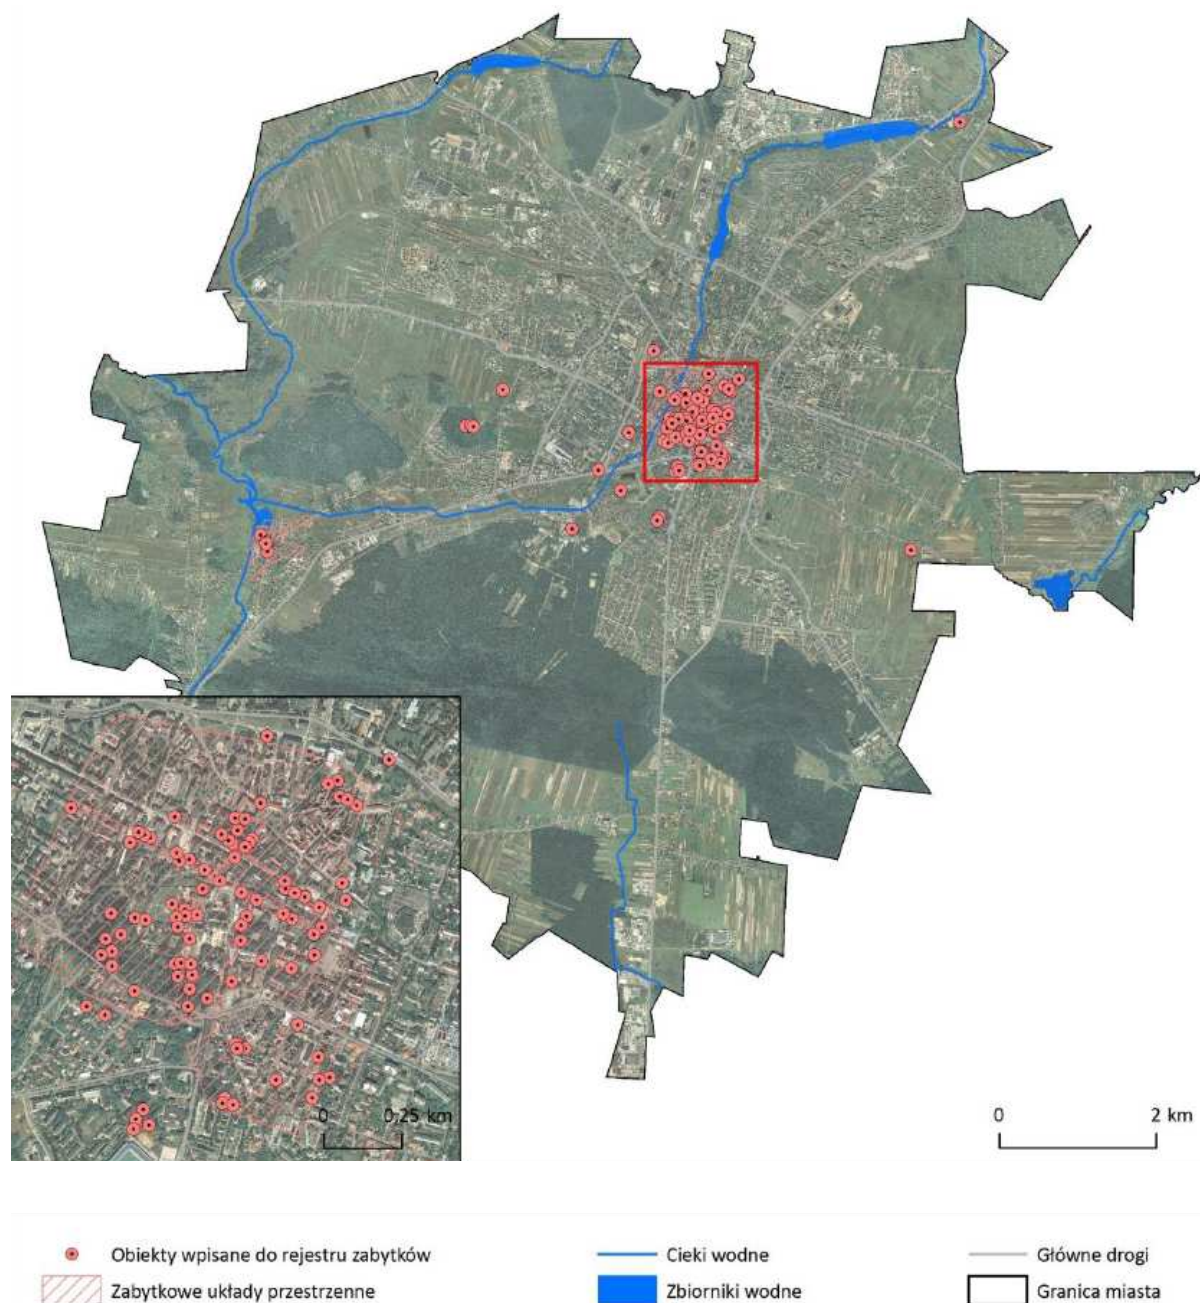 0 0,25 km
0 2 km
Obiekty wpisane do rejestru zabytków
Cieki wodne
Główne drogi
Zabytkowe układy przestrzenne
Zbiorniki wodne
Granica miasta